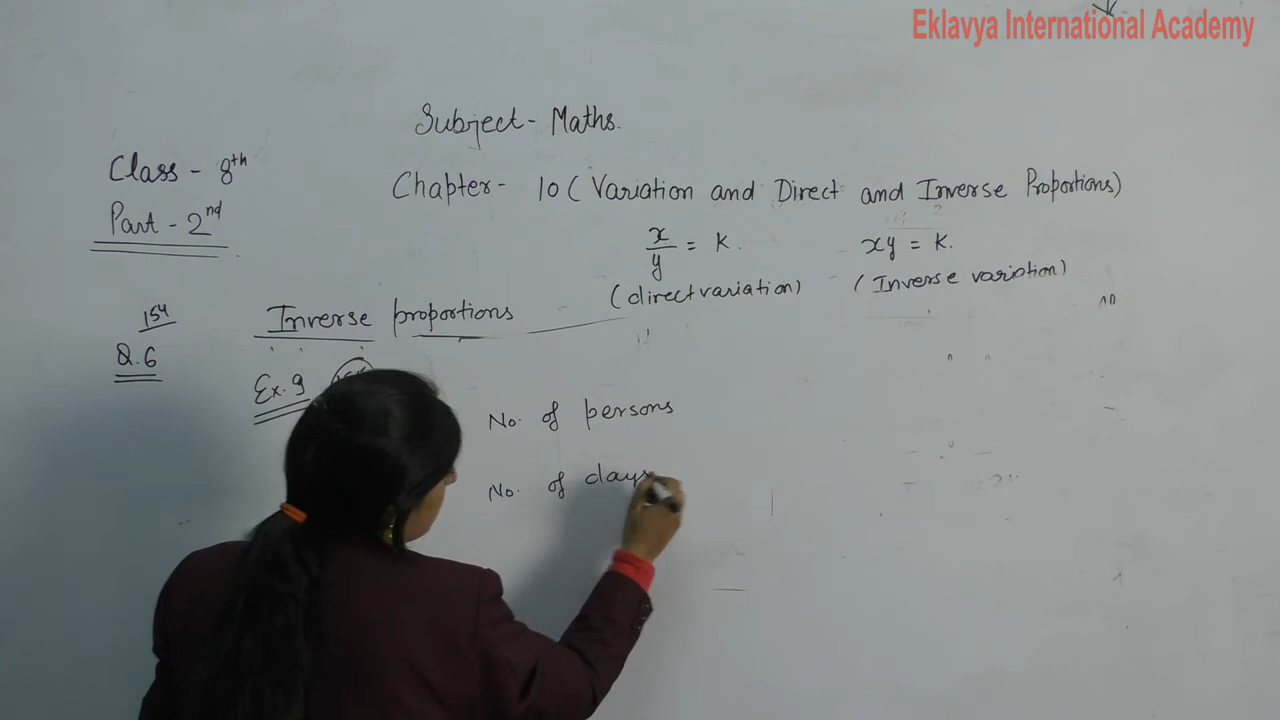 Eklavya International Academy
Subject - Maths.
Class - 8th
Chapter - 10 (Variation and Direct and Inverse Proportions)
Part - 2nd
x/y = K.
xy = K.
(direct variation)
(Inverse variation)
154
Inverse proportions
Q.6
Ex. 9
No. of persons
No. of days